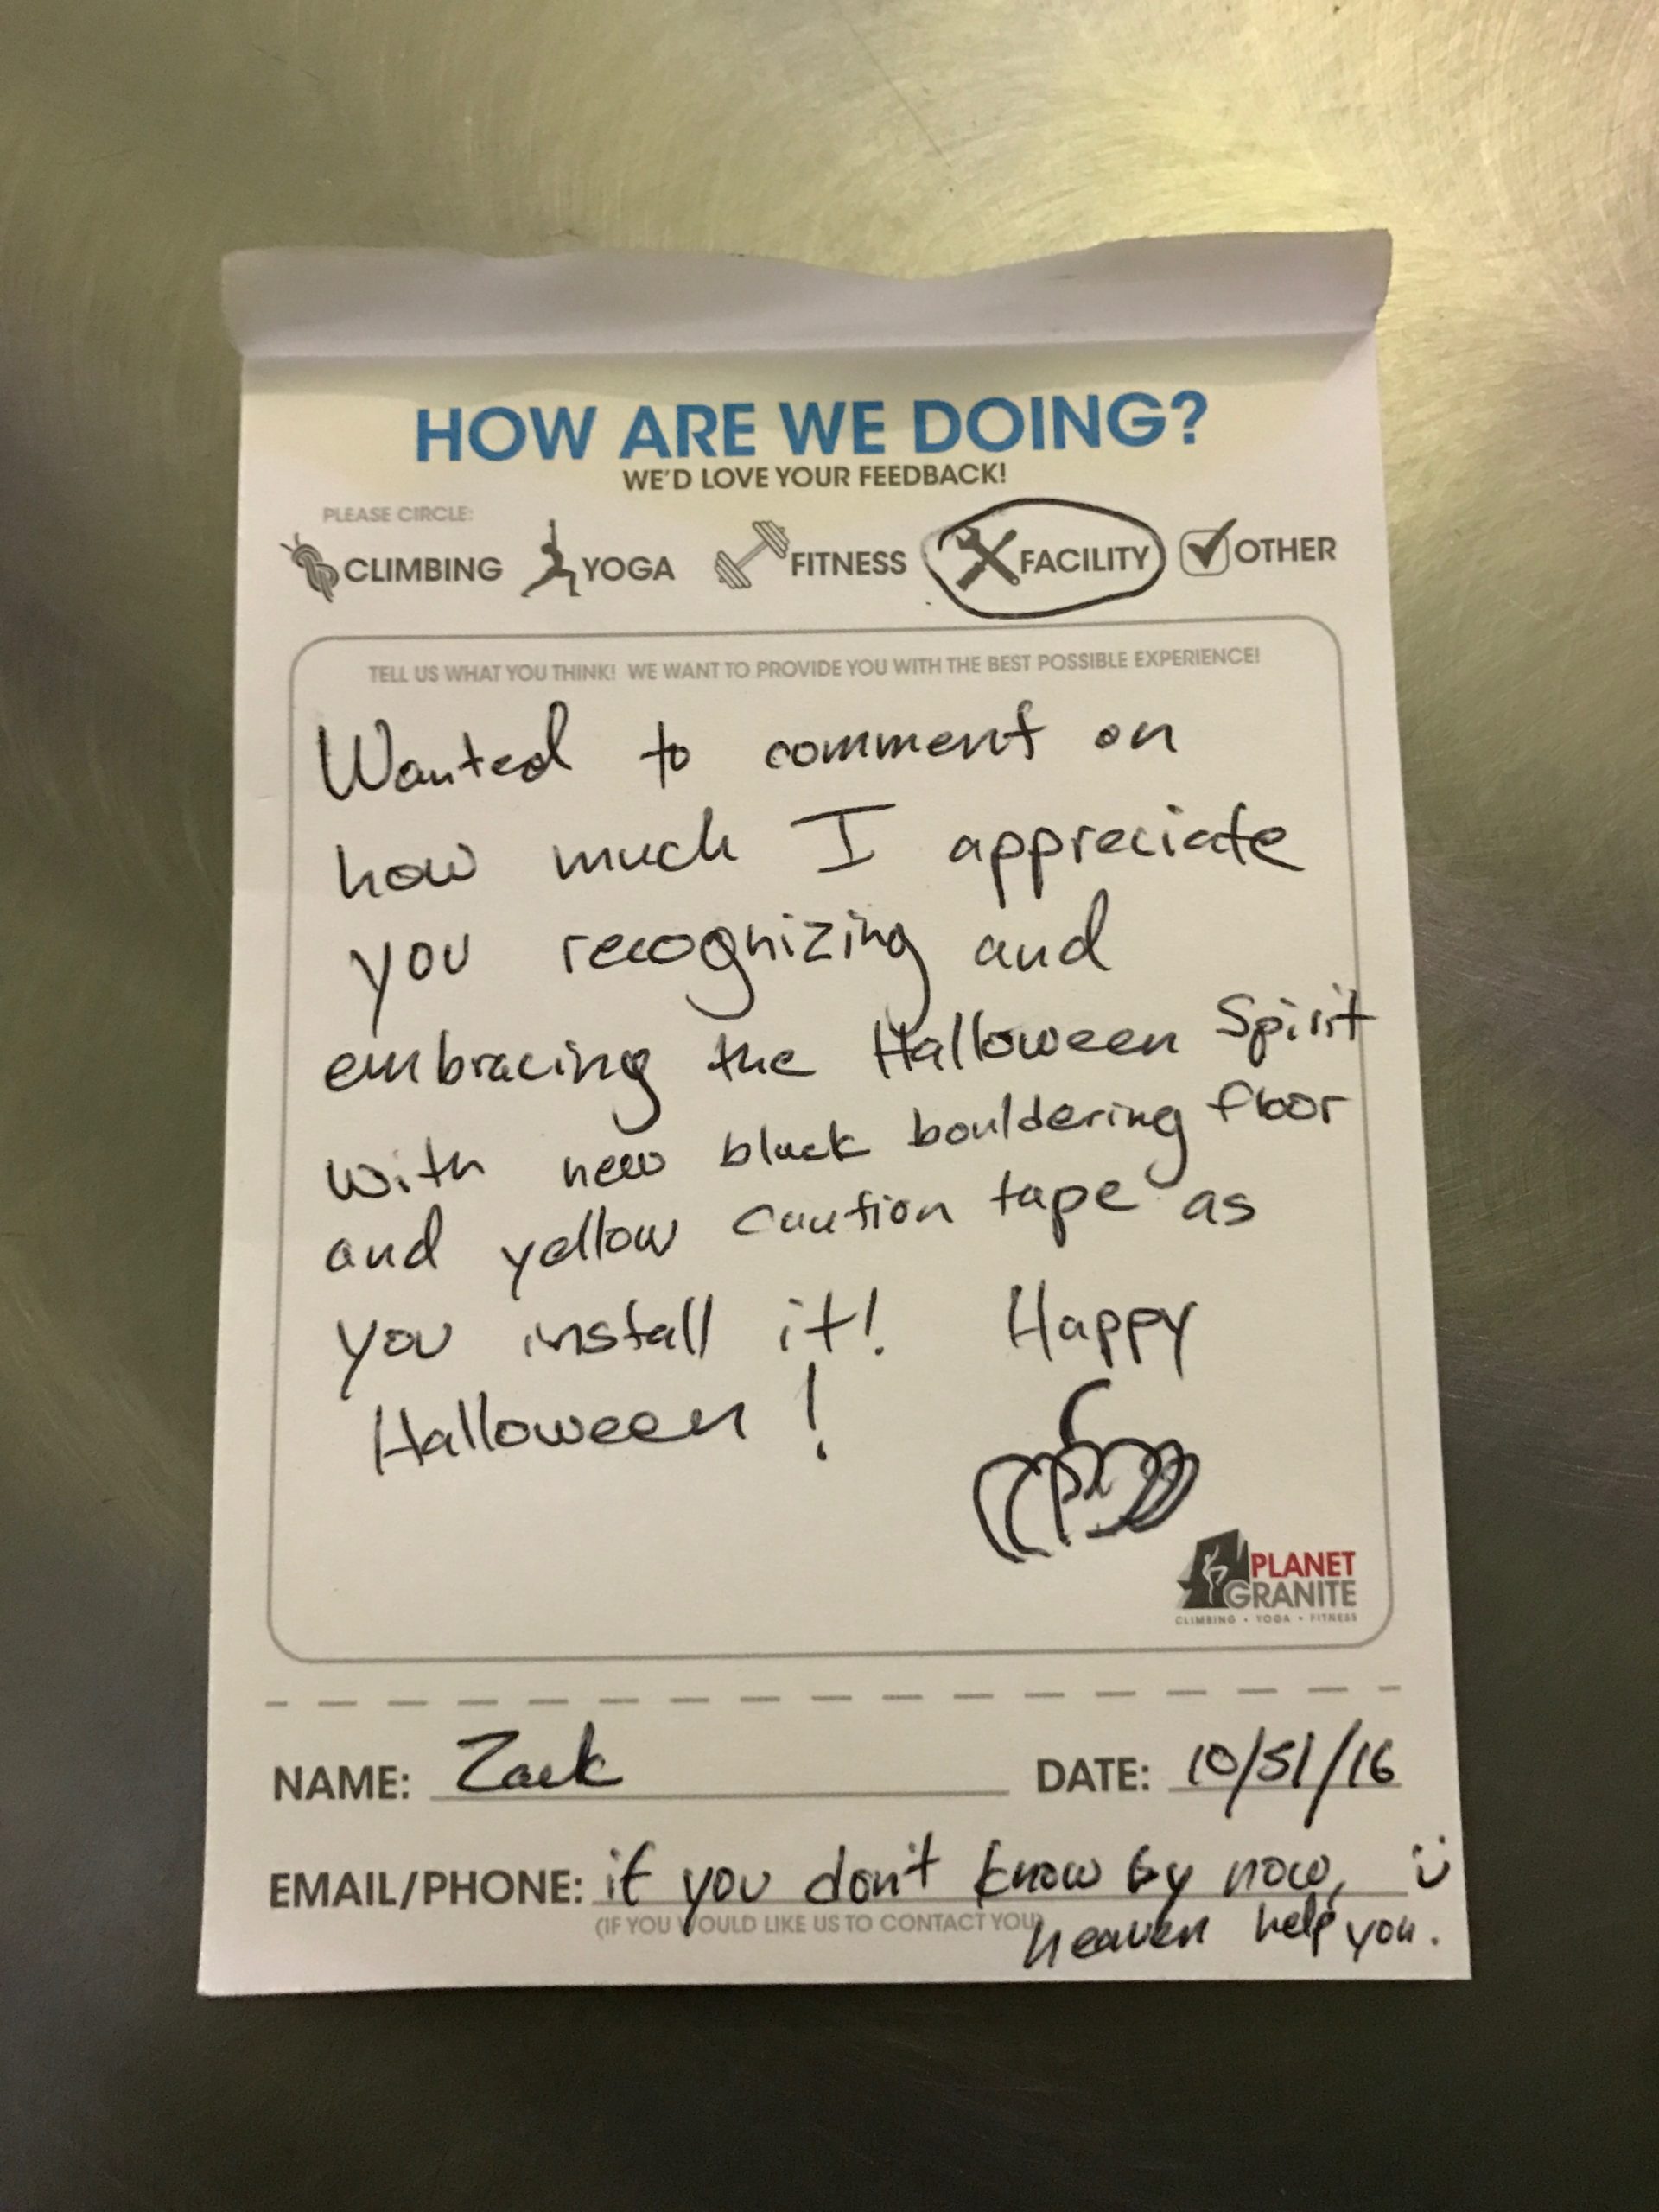 HOW ARE WE DOING?
WE'D LOVE YOUR FEEDBACK!
PLEASE CIRCLE:
CLIMBING YOGA FITNESS FACILITY OTHER
TELL US WHAT YOU THINK! WE WANT TO PROVIDE YOU WITH THE BEST POSSIBLE EXPERIENCE!
Wanted to comment on
how much I appreciate
you recognizing and
embracing the Halloween Spirit
with new black bouldering floor
and yellow caution tape as
you install it! Happy
Halloween!
PLANET
GRANITE
CLIMBING • YOGA • FITNESS
NAME: Zack DATE: 10/31/16
EMAIL/PHONE: if you don't know by now, :)
(IF YOU WOULD LIKE US TO CONTACT YOU)
heaven help you.